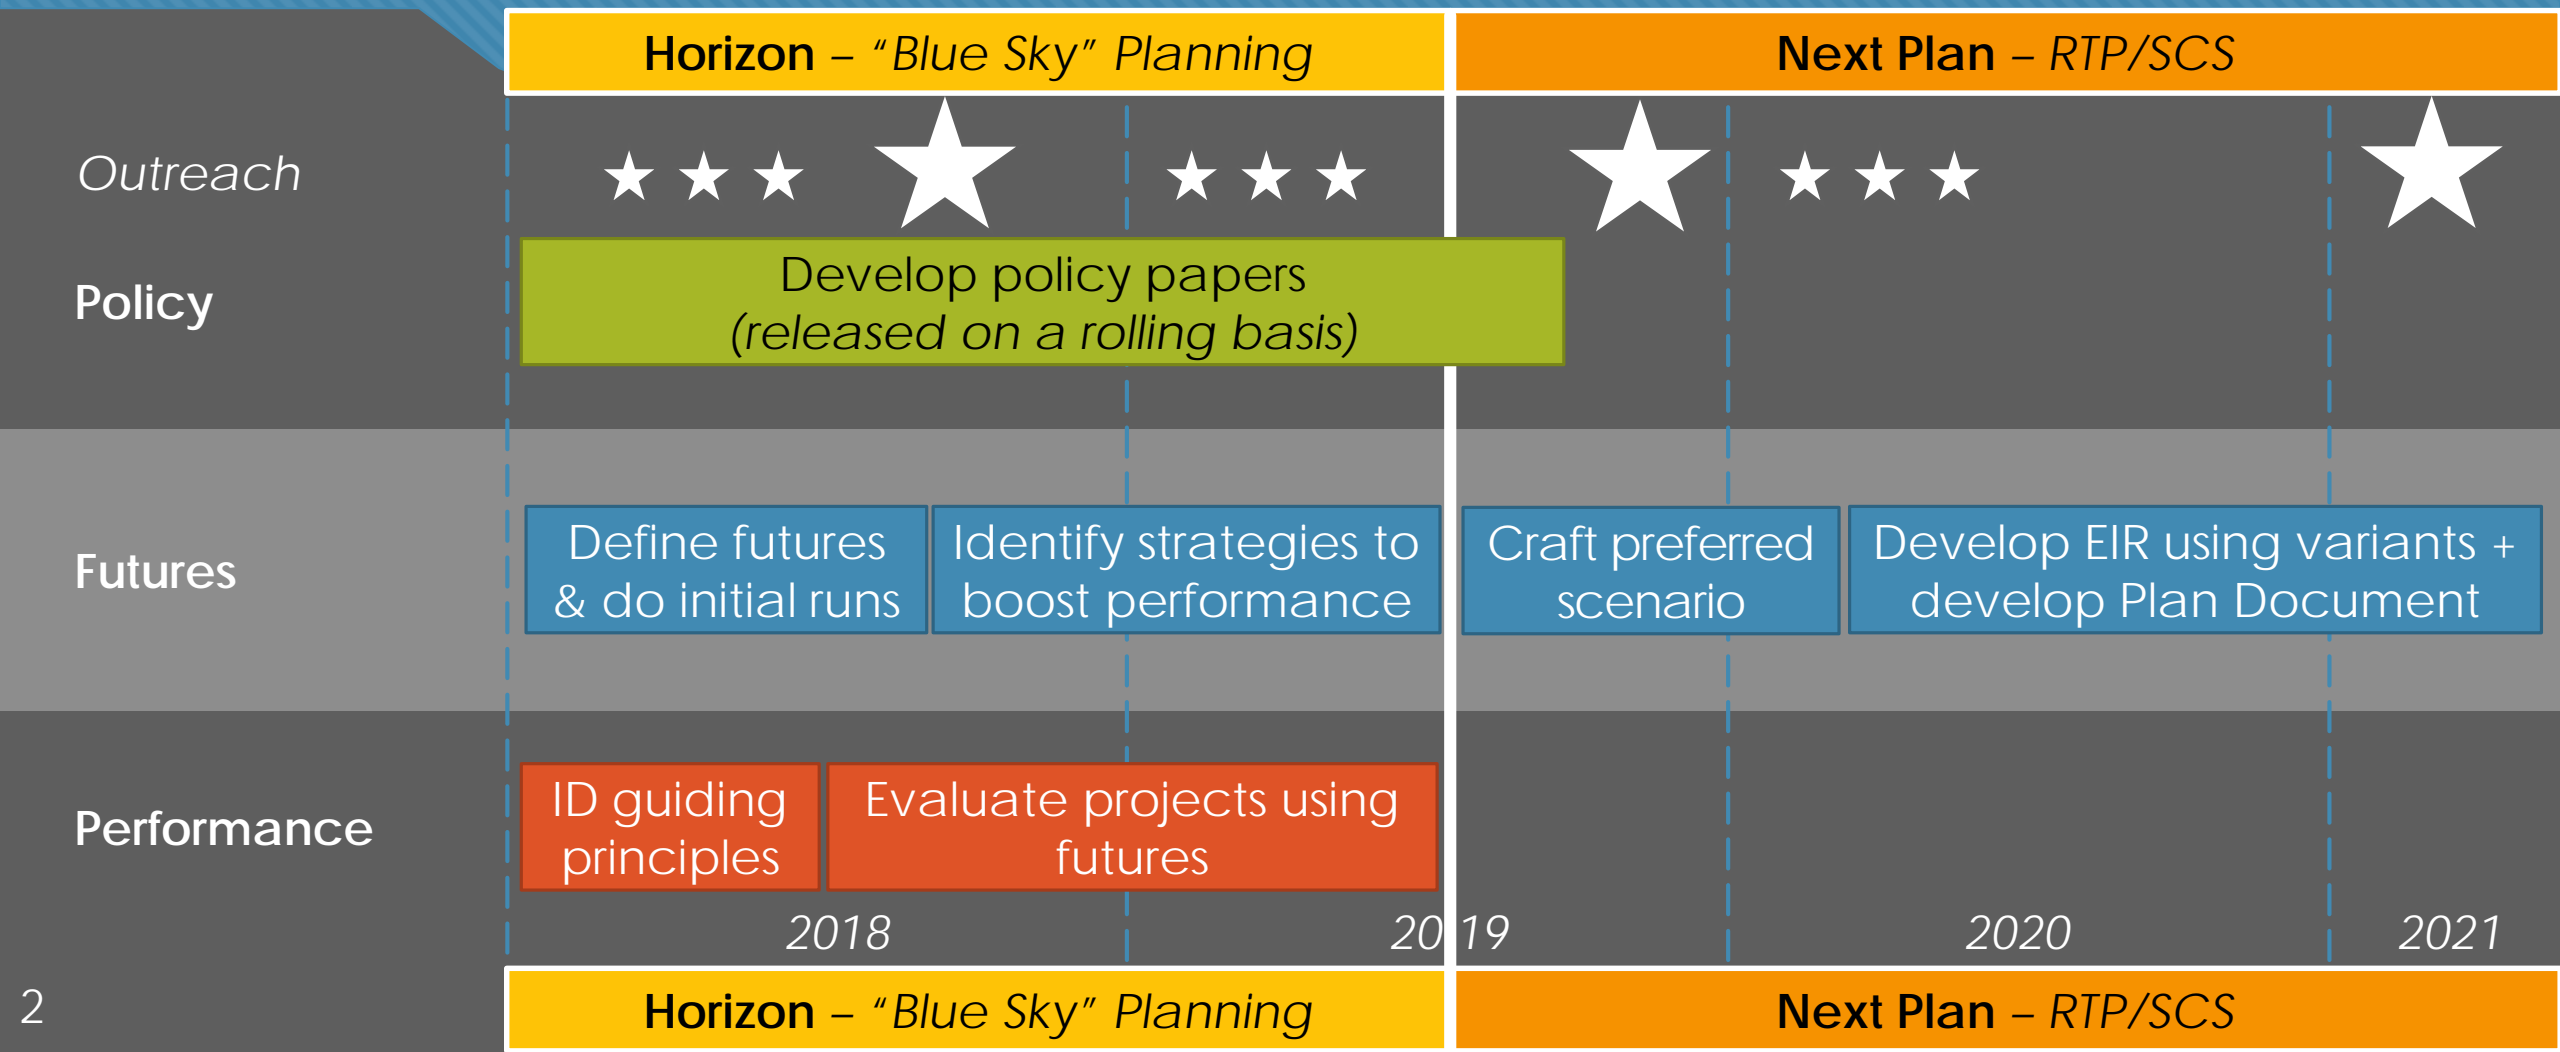 Horizon – “Blue Sky” Planning
Next Plan – RTP/SCS
Outreach
Policy
Develop policy papers
(released on a rolling basis)
Futures
Define futures
& do initial runs
Identify strategies to
boost performance
Craft preferred
scenario
Develop EIR using variants +
develop Plan Document
Performance
ID guiding
principles
Evaluate projects using
futures
2018
2019
2020
2021
2
Horizon – “Blue Sky” Planning
Next Plan – RTP/SCS